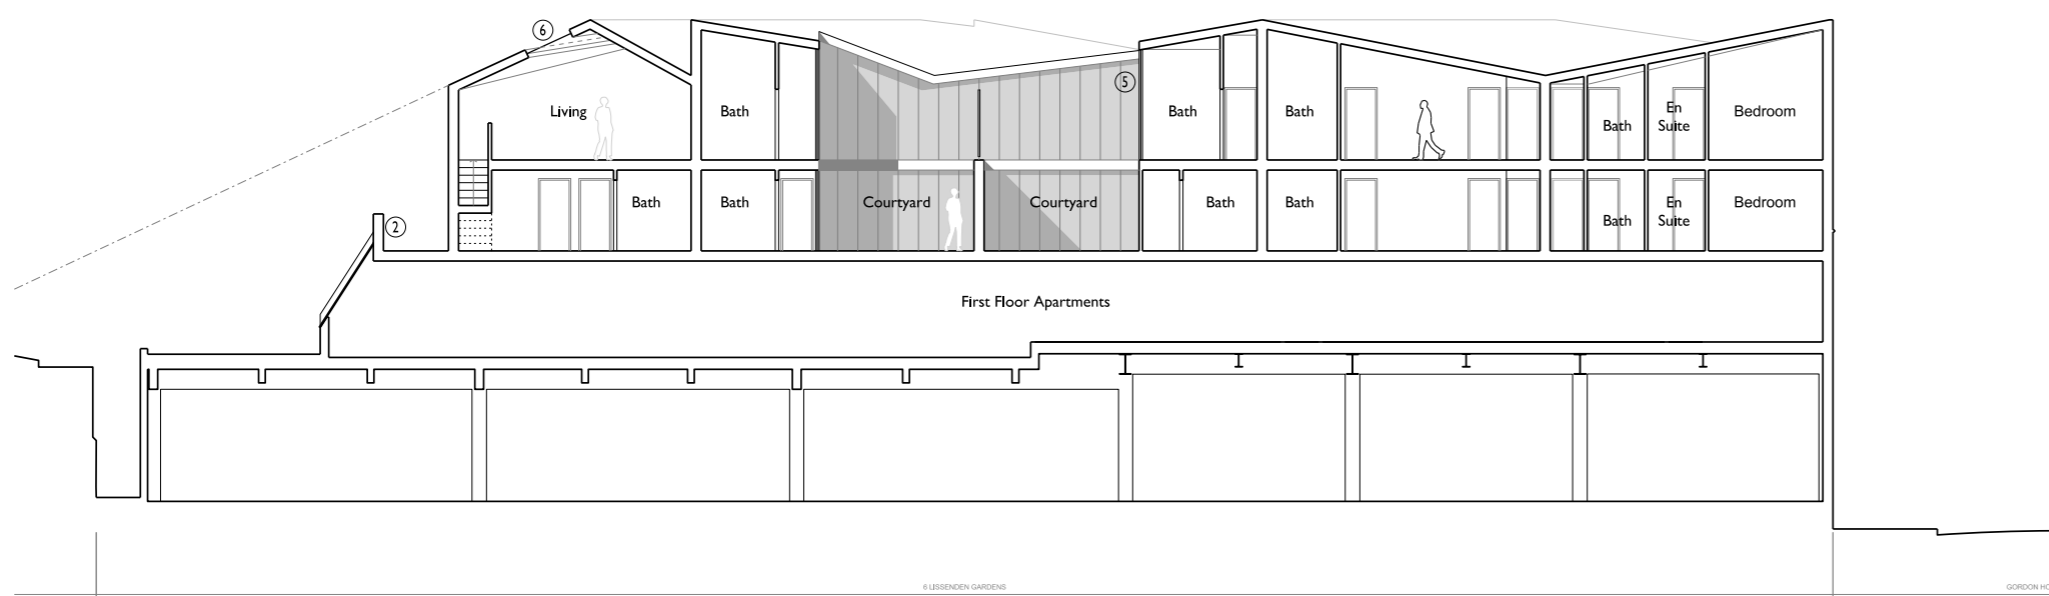 6
5
Living
Bath
Bath
Bath
Bath
En
Suite
Bedroom
2
Bath
Bath
Courtyard
Courtyard
Bath
Bath
Bath
En
Suite
Bedroom
First Floor Apartments
6 LISSENDEN GARDENS
GORDON